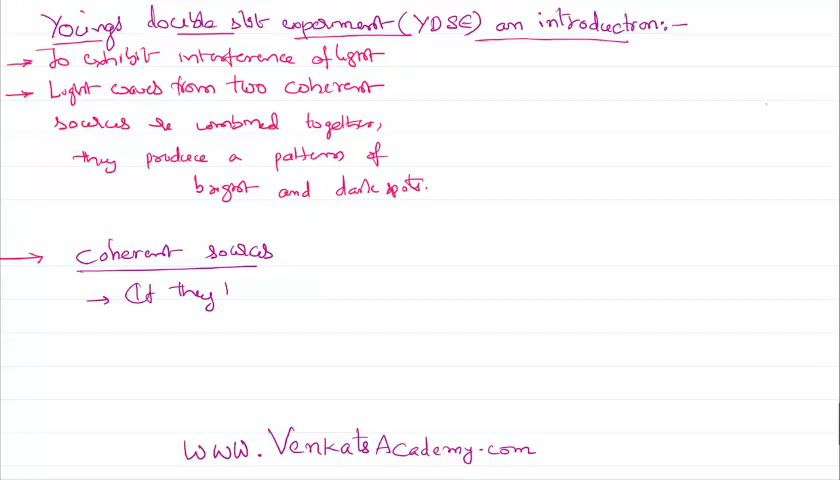 Youngs double slit experiment (YDSE) an introduction:-
→ To exhibit interference of light
→ Light waves from two coherent
sources are combined together,
they produce a patterns of
bright and dark spots.
→ Coherent sources
→ If they
www.VenkatsAcademy.com